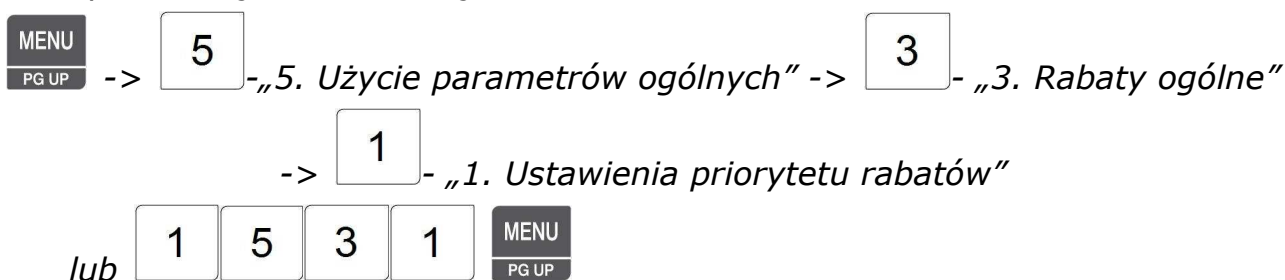 MENU
PG UP -> 5 -„5. Użycie parametrów ogólnych” -> 3 - „3. Rabaty ogólne”
-> 1 - „1. Ustawienia priorytetu rabatów”
lub 1 5 3 1 MENU
PG UP